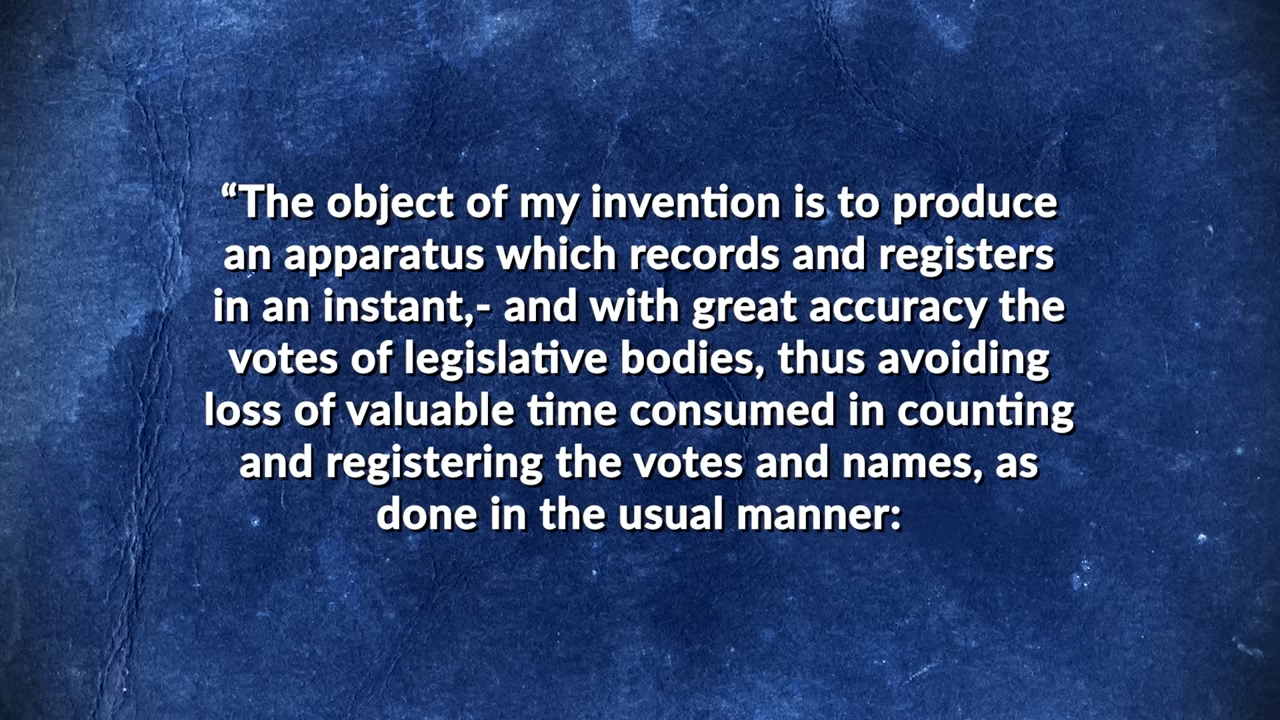 “The object of my invention is to produce
an apparatus which records and registers
in an instant,- and with great accuracy the
votes of legislative bodies, thus avoiding
loss of valuable time consumed in counting
and registering the votes and names, as
done in the usual manner: